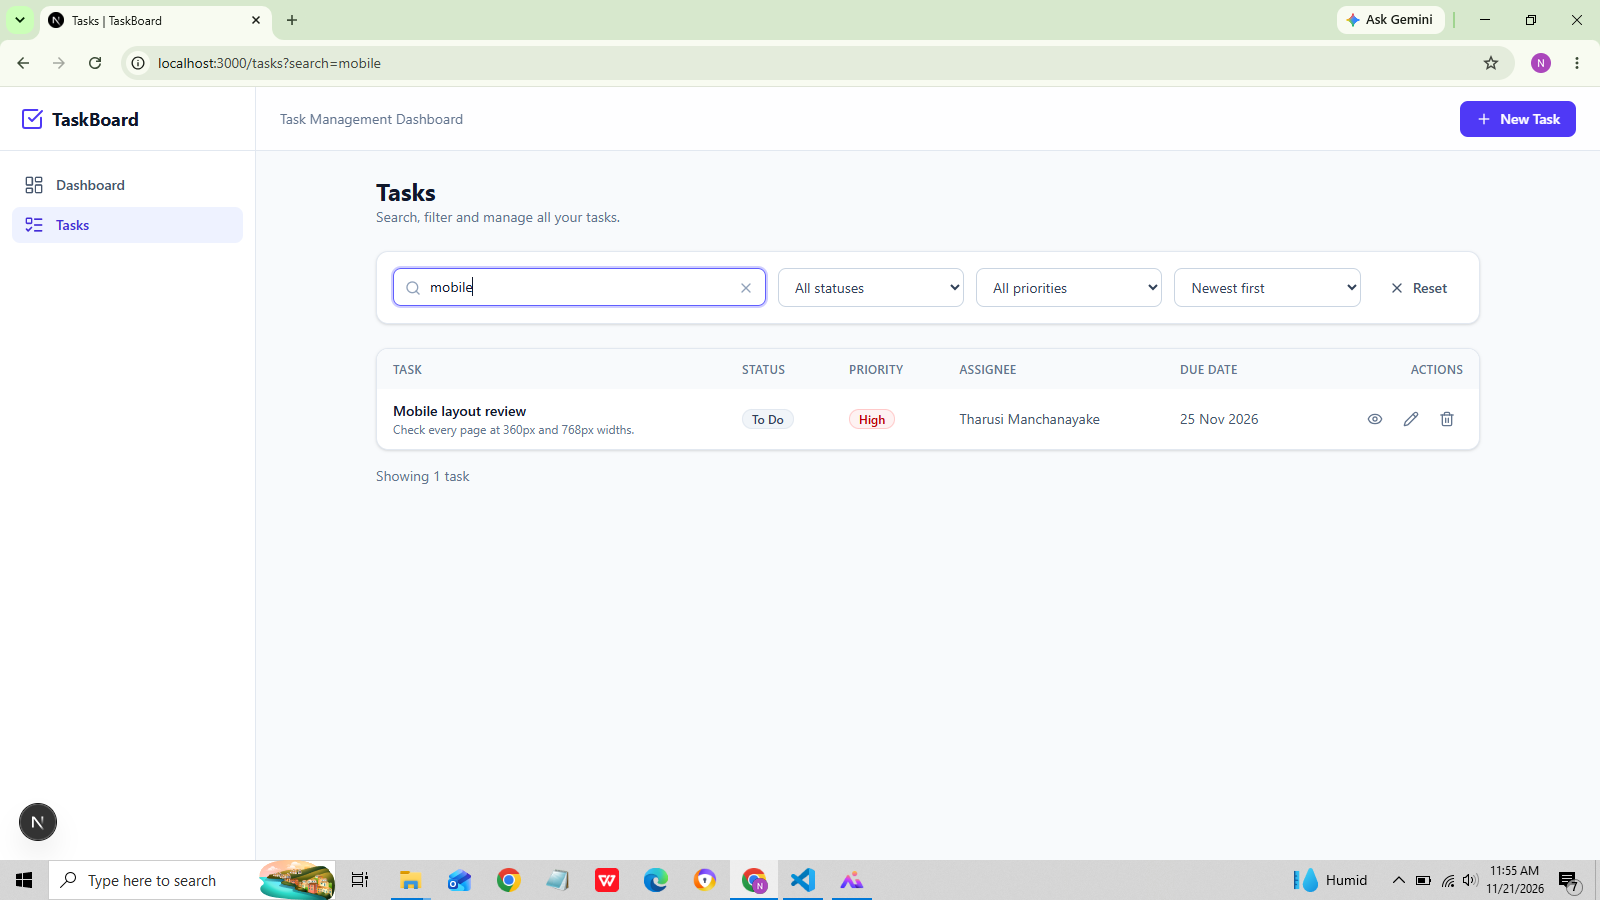 Tasks | TaskBoard
Ask Gemini
localhost:3000/tasks?search=mobile
N
TaskBoard
Task Management Dashboard
New Task
Dashboard
Tasks
Tasks
Search, filter and manage all your tasks.
mobile
All statuses
All priorities
Newest first
Reset
TASK STATUS PRIORITY ASSIGNEE DUE DATE ACTIONS
Mobile layout review To Do High Tharusi Manchanayake 25 Nov 2026
Check every page at 360px and 768px widths.
Showing 1 task
N
Type here to search
Humid
11:55 AM
11/21/2026
7